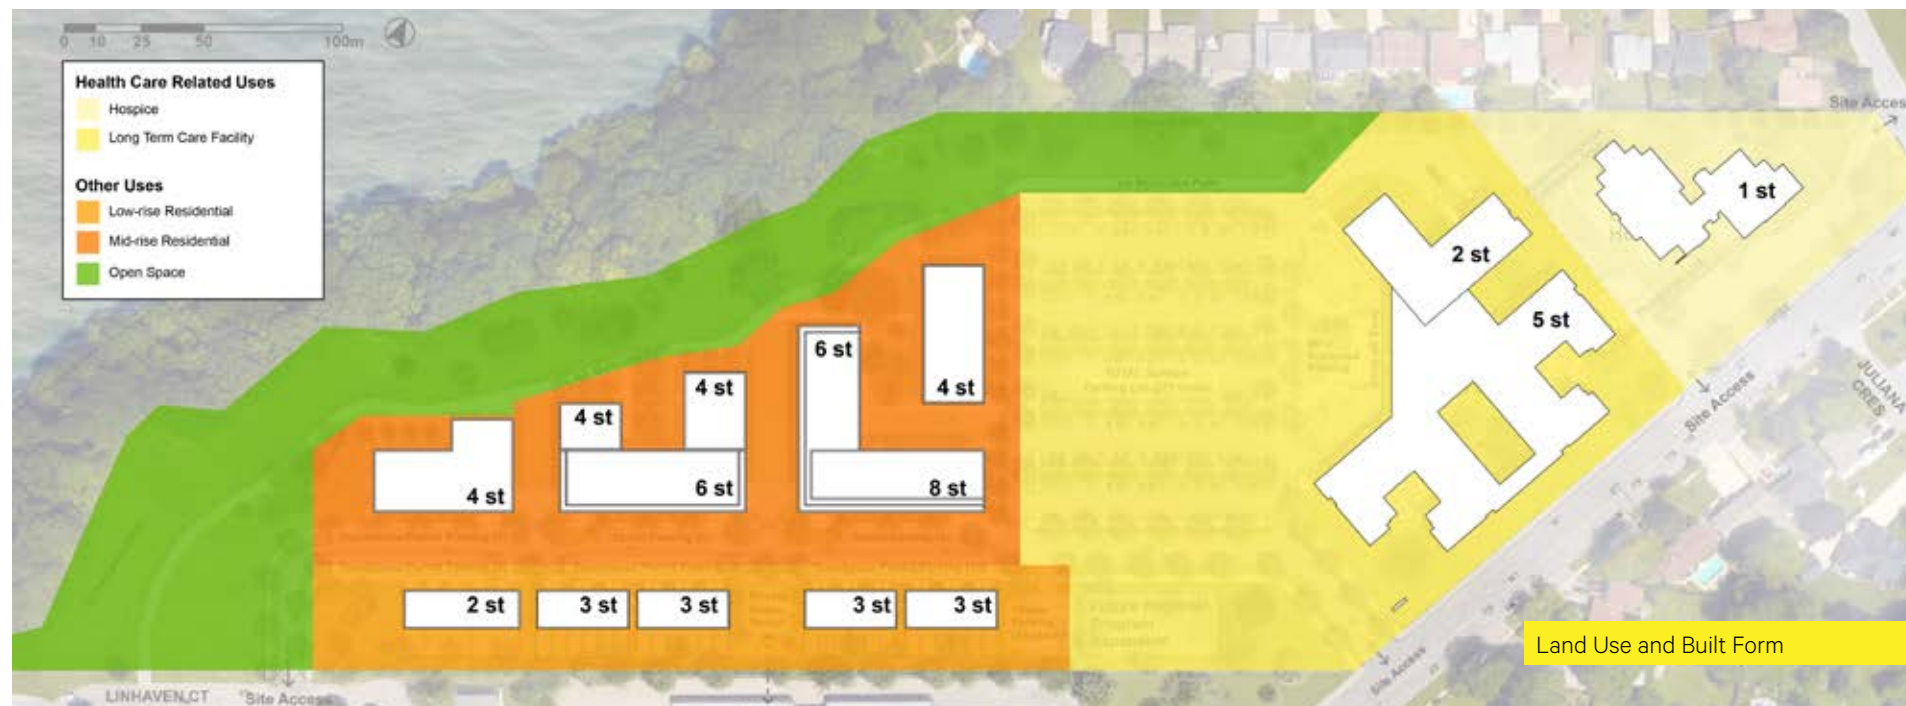 0 10 25 50 100m
Health Care Related Uses
Hospice
Long Term Care Facility
Other Uses
Low-rise Residential
Mid-rise Residential
Open Space
Site Access
1 st
2 st
5 st
6 st
4 st
4 st
4 st
4 st
6 st
8 st
2 st
3 st
3 st
3 st
3 st
JULIANA
CRES
Site Access
Site Access
Land Use and Built Form
LINHAVEN CT
Site Access